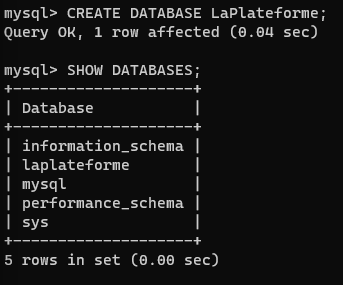 mysql> CREATE DATABASE LaPlateforme;
Query OK, 1 row affected (0.04 sec)

mysql> SHOW DATABASES;
+--------------------+
| Database           |
+--------------------+
| information_schema |
| laplateforme       |
| mysql              |
| performance_schema |
| sys                |
+--------------------+
5 rows in set (0.00 sec)